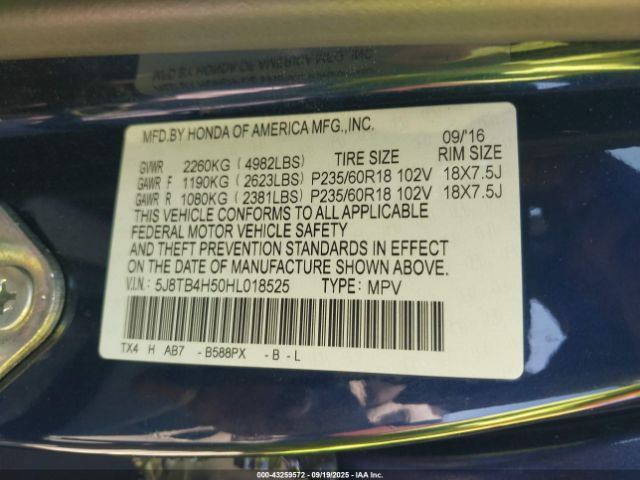 MFD.BY HONDA OF AMERICA MFG.,INC. 09/'16
GVWR 2260KG (4982LBS) TIRE SIZE RIM SIZE
GAWR F 1190KG (2623LBS) P235/60R18 102V 18X7.5J
GAWR R 1080KG (2381LBS) P235/60R18 102V 18X7.5J
THIS VEHICLE CONFORMS TO ALL APPLICABLE
FEDERAL MOTOR VEHICLE SAFETY
AND THEFT PREVENTION STANDARDS IN EFFECT
ON THE DATE OF MANUFACTURE SHOWN ABOVE.
V.I.N.: 5J8TB4H50HL018525 TYPE: MPV
TX4 H AB7 - B588PX - B - L
UNIT - 43259572 - 09/19/2025 - IAAI.COM